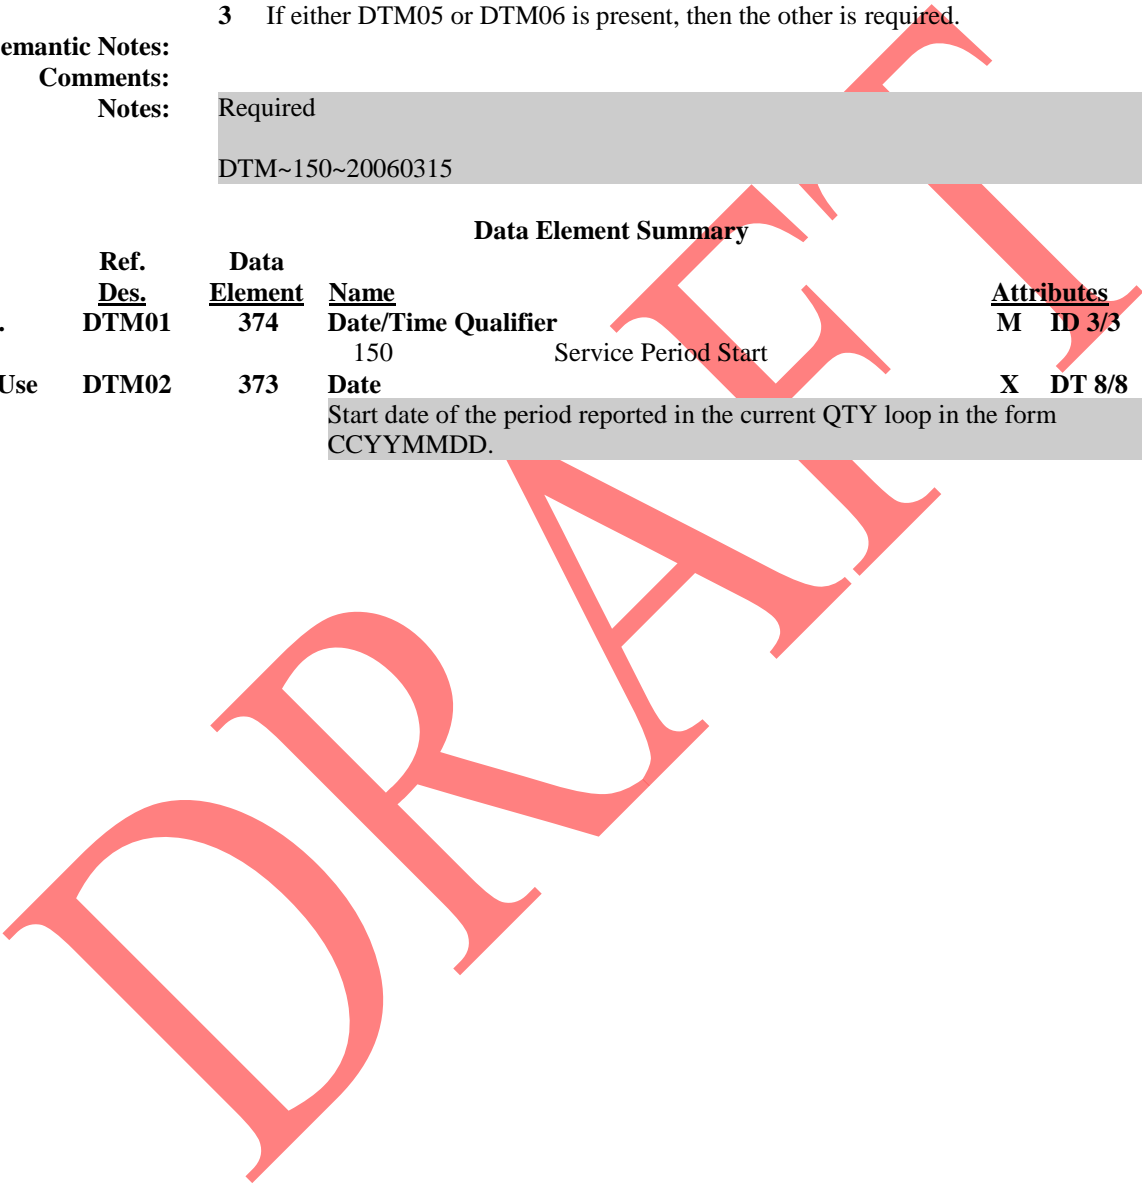 3 If either DTM05 or DTM06 is present, then the other is required.
emantic Notes:
Comments:
Notes: Required
DTM~150~20060315
Data Element Summary
Ref. Data
Des. Element Name Attributes
. DTM01 374 Date/Time Qualifier M ID 3/3
150 Service Period Start
Use DTM02 373 Date X DT 8/8
Start date of the period reported in the current QTY loop in the form
CCYYMMDD.
DRAFT